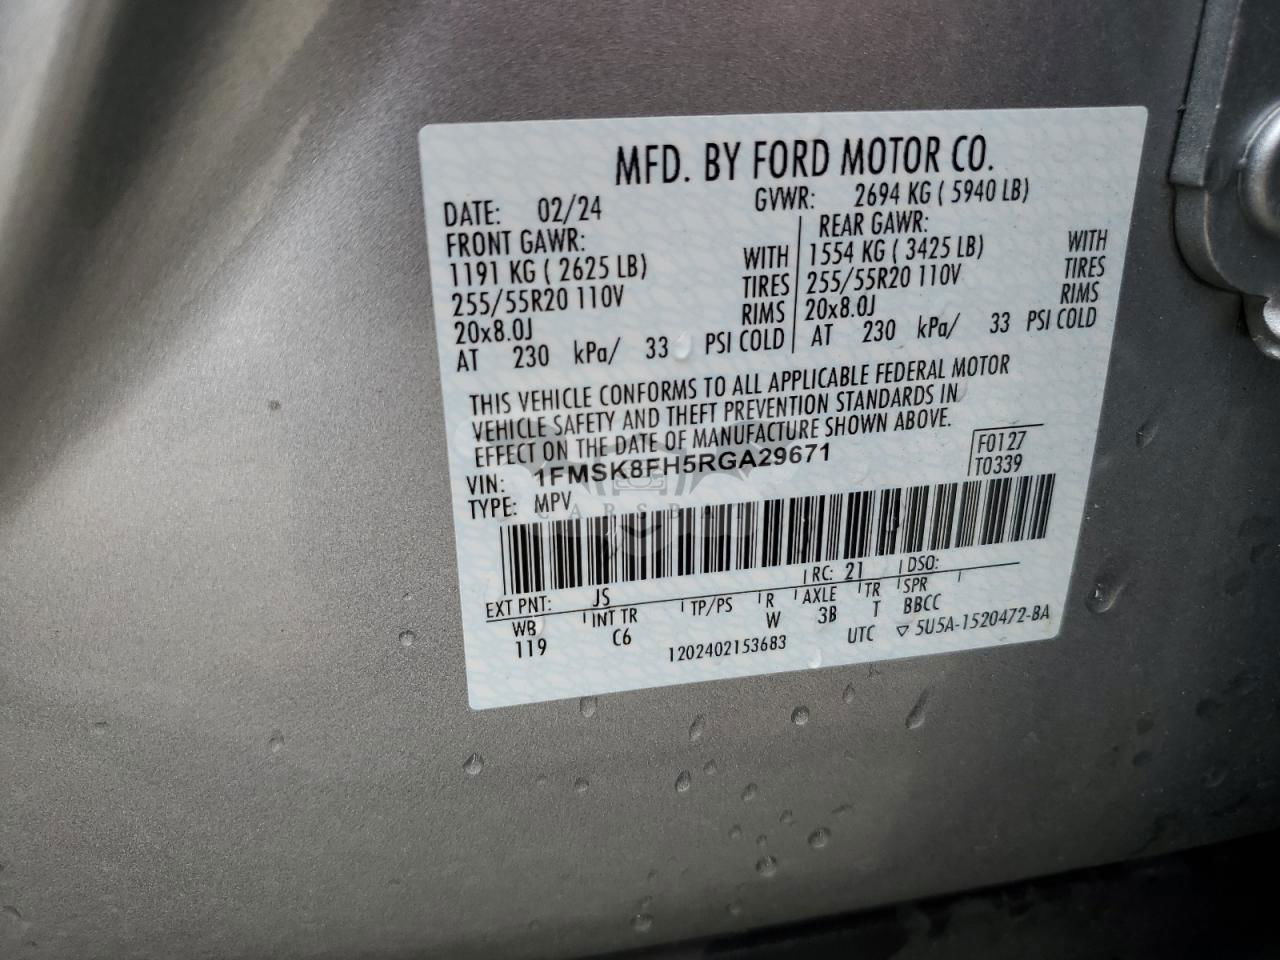 MFD. BY FORD MOTOR CO.
DATE: 02/24 GVWR: 2694 KG ( 5940 LB)
FRONT GAWR: REAR GAWR:
1191 KG ( 2625 LB) WITH 1554 KG ( 3425 LB) WITH
255/55R20 110V TIRES 255/55R20 110V TIRES
20x8.0J RIMS 20x8.0J RIMS
AT 230 kPa/ 33 PSI COLD AT 230 kPa/ 33 PSI COLD
THIS VEHICLE CONFORMS TO ALL APPLICABLE FEDERAL MOTOR
VEHICLE SAFETY AND THEFT PREVENTION STANDARDS IN
EFFECT ON THE DATE OF MANUFACTURE SHOWN ABOVE.
VIN: 1FMSK8FH5RGA29671 F0127
TYPE: MPV T0339
CARSBAT
RC: 21 DSO:
EXT PNT: JS
WB INT TR TP/PS R AXLE TR SPR
119 C6 W 3B T BBCC
1202402153683 UTC ▽ 5U5A-1520472-BA